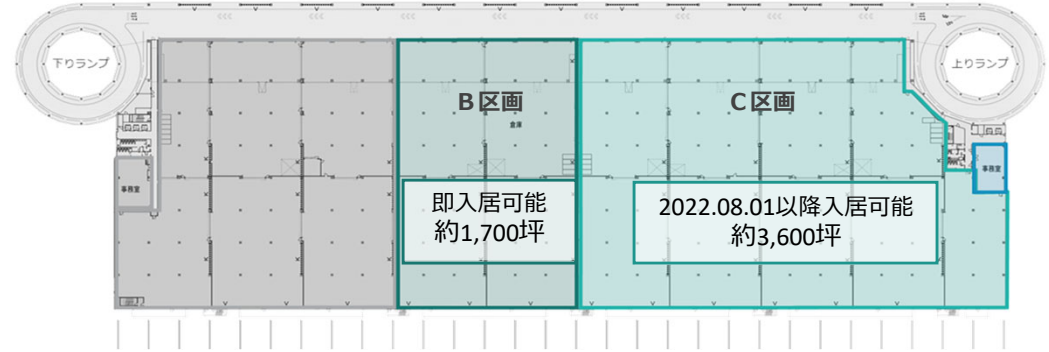 下りランプ
上りランプ
B区画
C区画
倉庫
事務室
事務室
即入居可能
約1,700坪
2022.08.01以降入居可能
約3,600坪